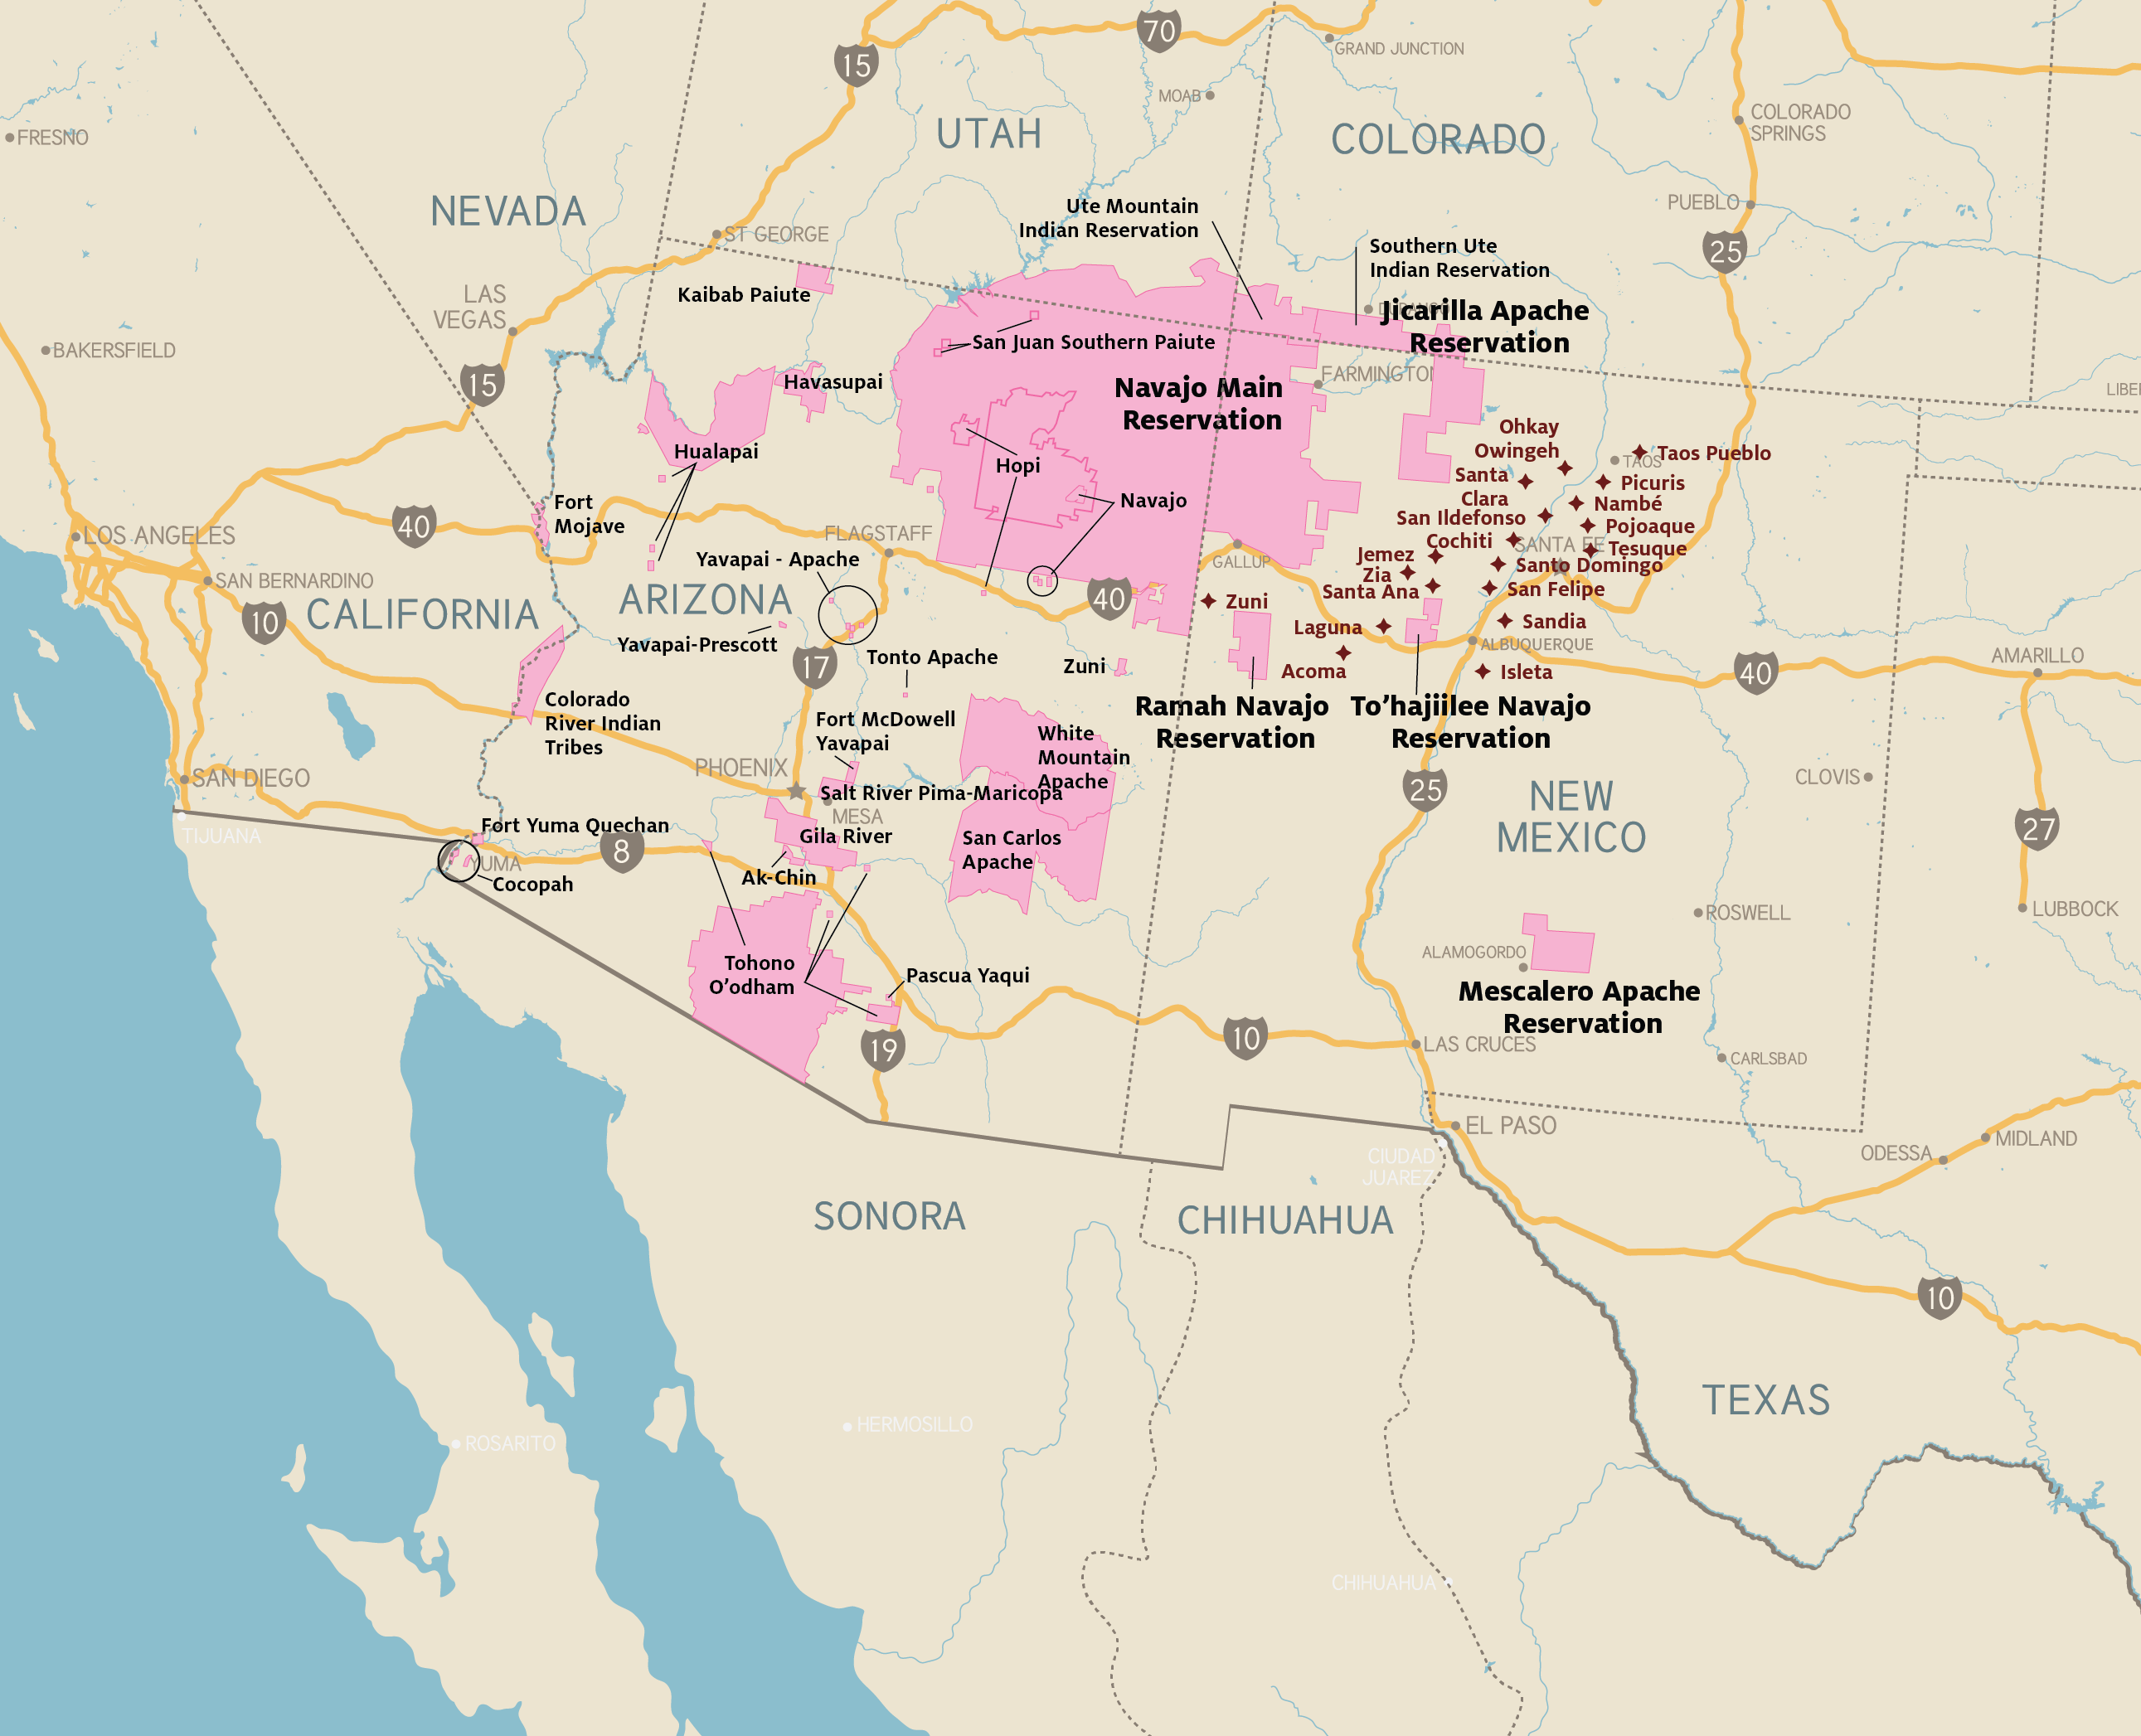 70
15
GRAND JUNCTION
MOAB
COLORADO
SPRINGS
FRESNO
UTAH
COLORADO
NEVADA
PUEBLO
Ute Mountain
Indian Reservation
ST GEORGE
Southern Ute
Indian Reservation
25
Kaibab Paiute
LAS
VEGAS
Jicarilla Apache
Reservation
San Juan Southern Paiute
BAKERSFIELD
15
Havasupai
Navajo Main
Reservation
FARMINGTON
Ohkay
Owingeh
Taos Pueblo
TAOS
Hualapai
Hopi
Santa
Clara
Picuris
Navajo
Nambé
Fort
Mojave
San Ildefonso
Pojoaque
40
LOS ANGELES
FLAGSTAFF
Cochiti
SANTA FE
Tesuque
Jemez
Yavapai - Apache
GALLUP
Santo Domingo
Zia
SAN BERNARDINO
Santa Ana
San Felipe
ARIZONA
40
Zuni
CALIFORNIA
10
Laguna
Sandia
Yavapai-Prescott
ALBUQUERQUE
Tonto Apache
Zuni
17
Acoma
Isleta
40
AMARILLO
Colorado
River Indian
Tribes
Ramah Navajo
Reservation
To’hajiilee Navajo
Reservation
Fort McDowell
Yavapai
White
Mountain
Apache
PHOENIX
SAN DIEGO
CLOVIS
Salt River Pima-Maricopa
25
NEW
MEXICO
MESA
Fort Yuma Quechan
TIJUANA
Gila River
San Carlos
Apache
27
8
YUMA
Ak-Chin
Cocopah
ROSWELL
LUBBOCK
ALAMOGORDO
Tohono
O’odham
Pascua Yaqui
Mescalero Apache
Reservation
10
19
LAS CRUCES
CARLSBAD
EL PASO
MIDLAND
ODESSA
CIUDAD
JUAREZ
SONORA
CHIHUAHUA
10
TEXAS
HERMOSILLO
ROSARITO
CHIHUAHUA